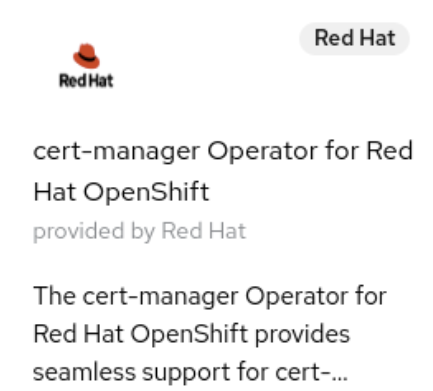 Red Hat
Red Hat
cert-manager Operator for Red
Hat OpenShift
provided by Red Hat
The cert-manager Operator for
Red Hat OpenShift provides
seamless support for cert-...